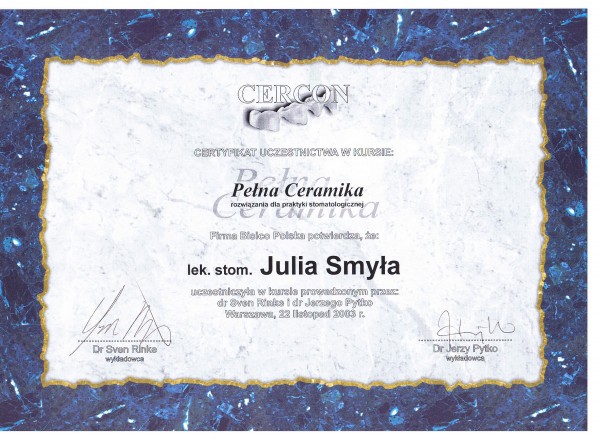 CERCON
CERTYFIKAT UCZESTNICTWA W KURSIE:
Pełna Ceramika
rozwiązania dla praktyki stomatologicznej
Pełna
Ceramika
Firma Bisico Polska potwierdza, że:
lek. stom. Julia Smyła
uczestniczyła w kursie prowadzonym przez:
dr Sven Rinke i dr Jerzego Pytko
Warszawa, 22 listopad 2003 r.
Dr Sven Rinke
wykładowca
Dr Jerzy Pytko
wykładowca